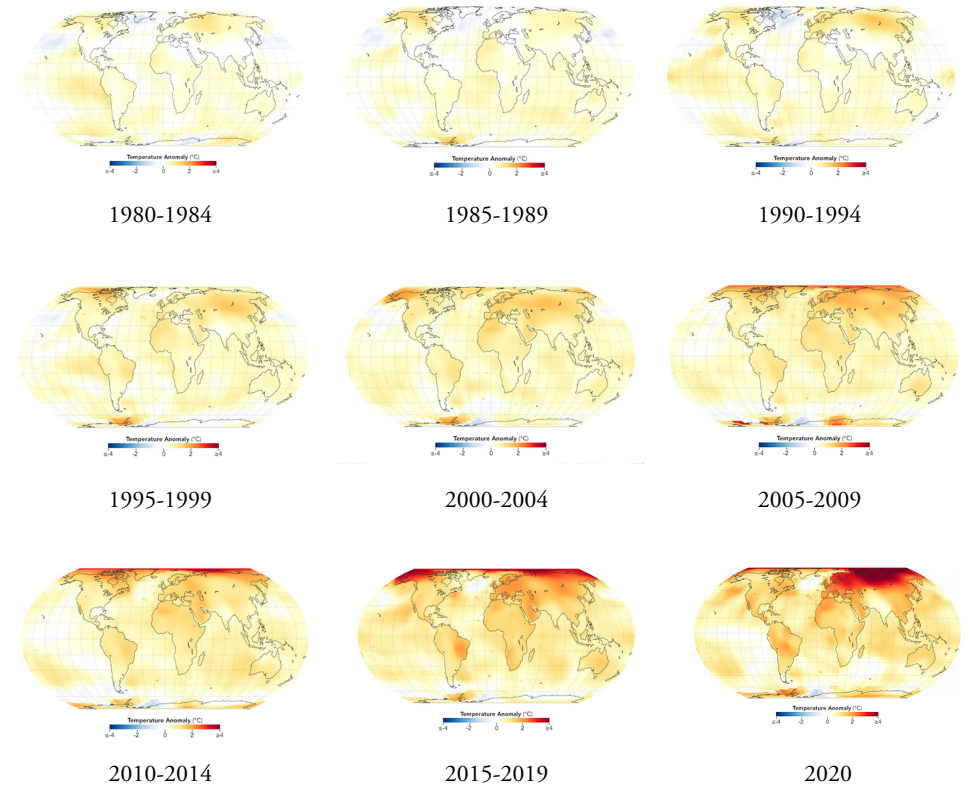 Temperature Anomaly (°C)
≤-4 -2 0 2 ≥4
1980-1984
Temperature Anomaly (°C)
≤-4 -2 0 2 ≥4
1985-1989
Temperature Anomaly (°C)
≤-4 -2 0 2 ≥4
1990-1994
Temperature Anomaly (°C)
≤-4 -2 0 2 ≥4
1995-1999
Temperature Anomaly (°C)
≤-4 -2 0 2 ≥4
2000-2004
Temperature Anomaly (°C)
≤-4 -2 0 2 ≥4
2005-2009
Temperature Anomaly (°C)
≤-4 -2 0 2 ≥4
2010-2014
Temperature Anomaly (°C)
≤-4 -2 0 2 ≥4
2015-2019
Temperature Anomaly (°C)
≤-4 -2 0 2 ≥4
2020